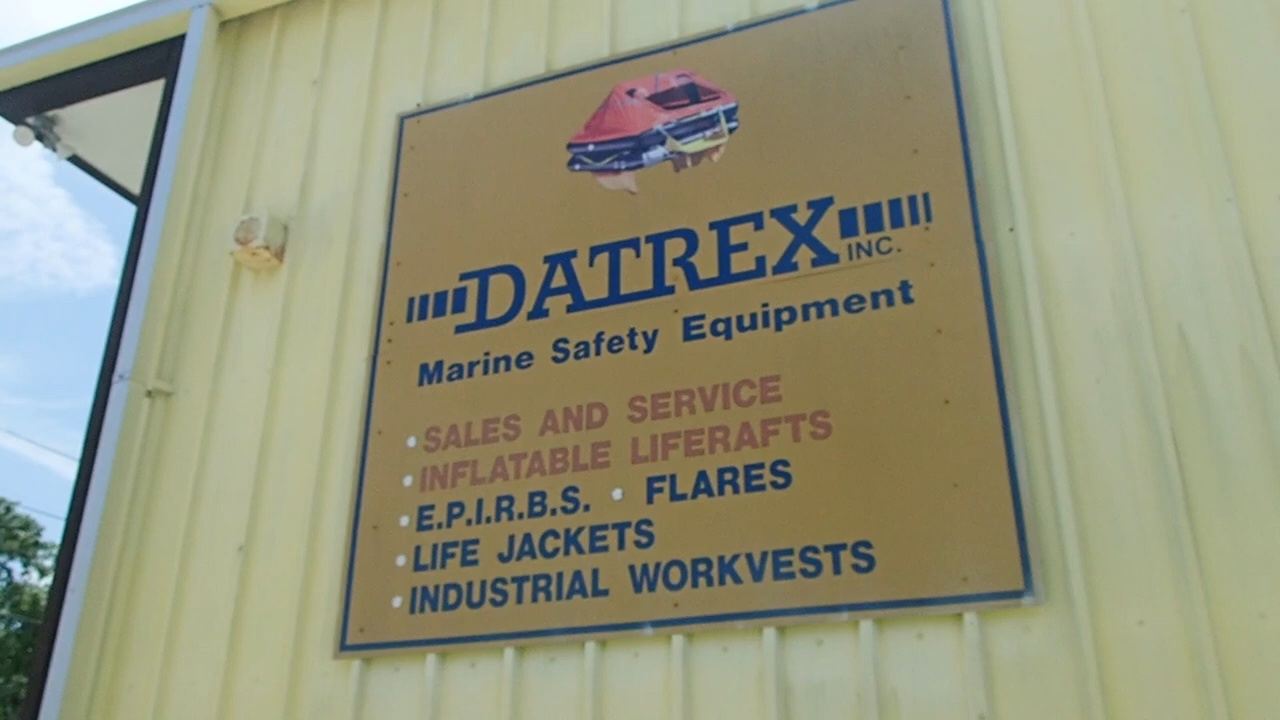 DATREX INC.
Marine Safety Equipment
• SALES AND SERVICE
• INFLATABLE LIFERAFTS
• E.P.I.R.B.S. • FLARES
• LIFE JACKETS
• INDUSTRIAL WORKVESTS